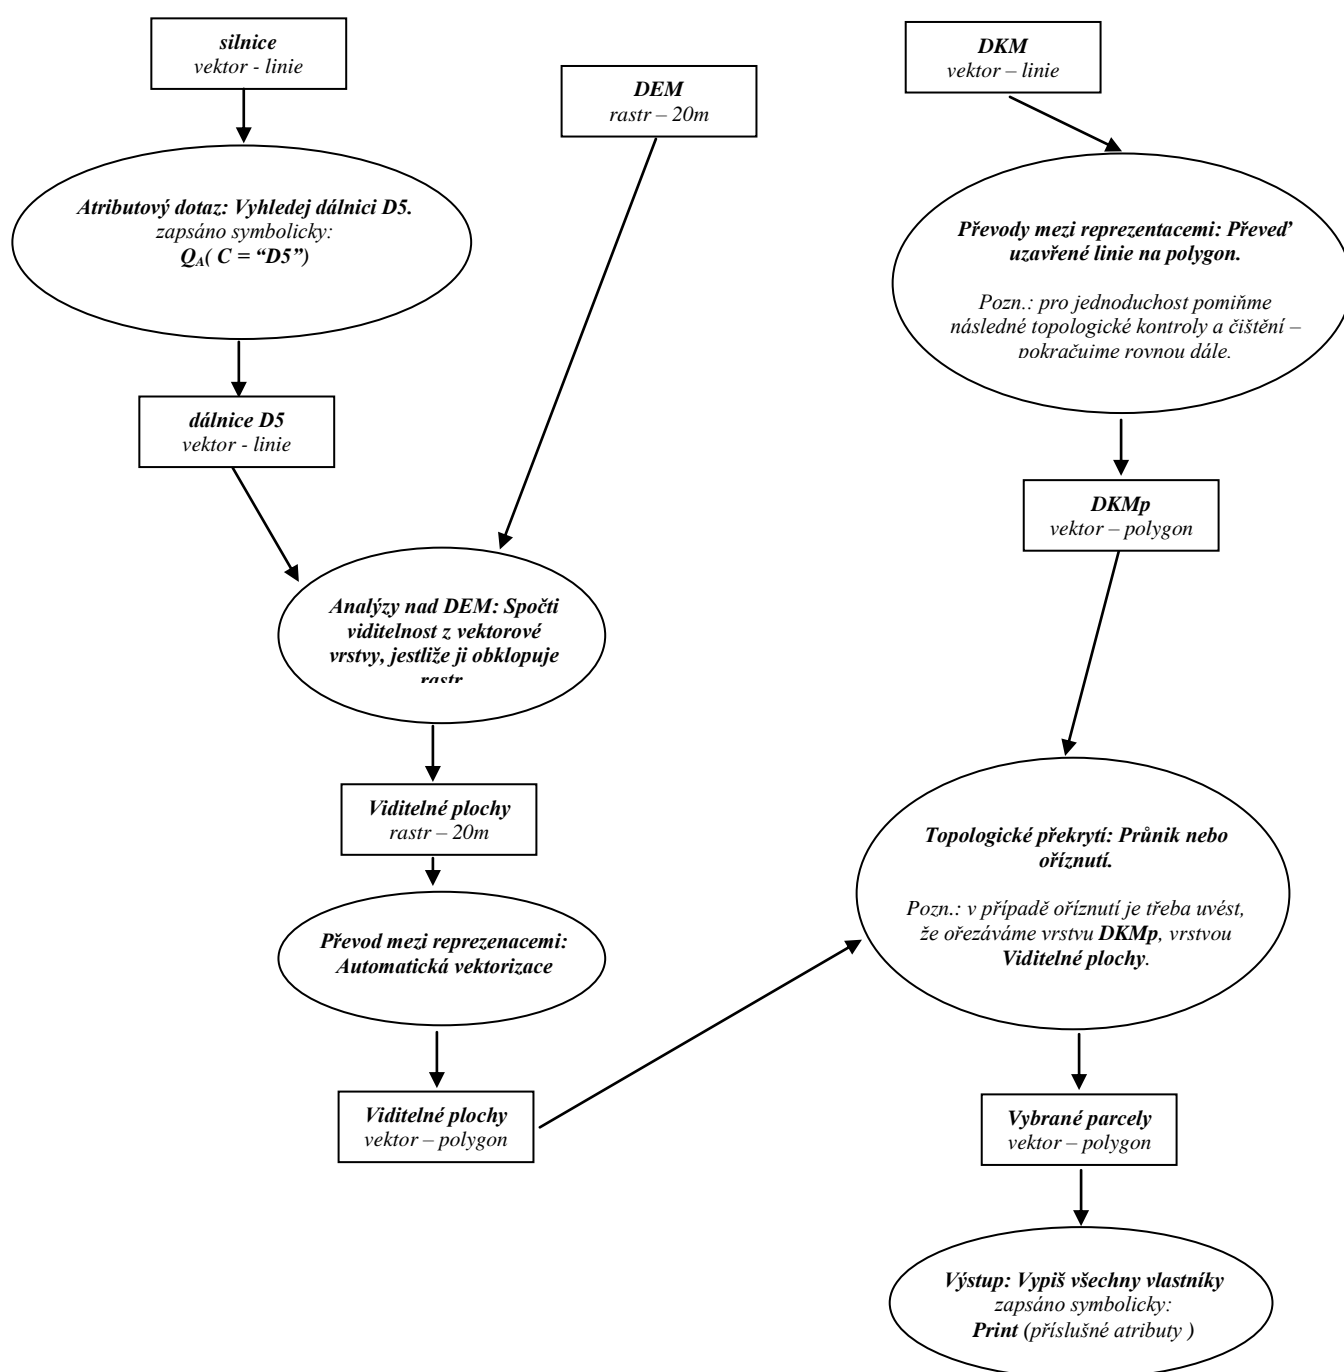 silnice
vektor - linie
DEM
rastr – 20m
DKM
vektor – linie
Atributový dotaz: Vyhledej dálnici D5.
zapsáno symbolicky:
QA( C = “D5”)
Převody mezi reprezentacemi: Převeď
uzavřené linie na polygon.
Pozn.: pro jednoduchost pomiňme
následné topologické kontroly a čištění –
pokračujme rovnou dále.
dálnice D5
vektor - linie
DKMp
vektor – polygon
Analýzy nad DEM: Spočti
viditelnost z vektorové
vrstvy, jestliže ji obklopuje
rastr
Viditelné plochy
rastr – 20m
Topologické překrytí: Průnik nebo
oříznutí.
Pozn.: v případě oříznutí je třeba uvést,
že ořezáváme vrstvu DKMp, vrstvou
Viditelné plochy.
Převod mezi reprezenacemi:
Automatická vektorizace
Viditelné plochy
vektor – polygon
Vybrané parcely
vektor – polygon
Výstup: Vypiš všechny vlastníky
zapsáno symbolicky:
Print (příslušné atributy )